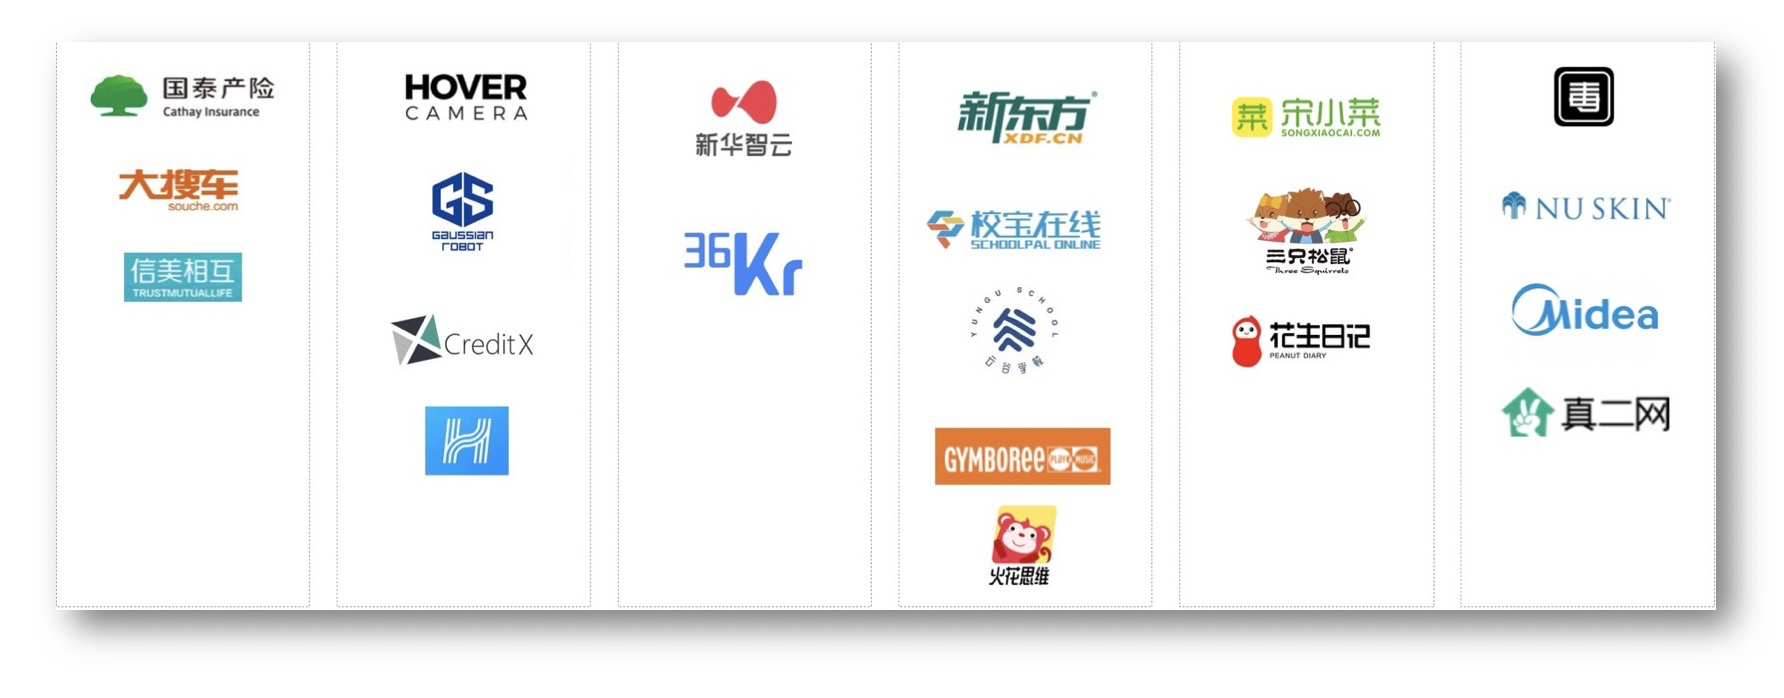 国泰产险
Cathay Insurance
大搜车
souche.com
信美相互
TRUSTMUTUALLIFE
HOVER
CAMERA
GS
GAUSSIAN
ROBOT
CreditX
H
新华智云
36Kr
新东方®
XDF.CN
校宝在线
SCHOOLPAL ONLINE
YUNGU SCHOOL
云谷学校
GYMBOREE PLAY & MUSIC
火花思维
菜 宋小菜
SONGXIAOCAI.COM
三只松鼠®
Three Squirrels
花生日记
PEANUT DIARY
NU SKIN®
Midea
真二网